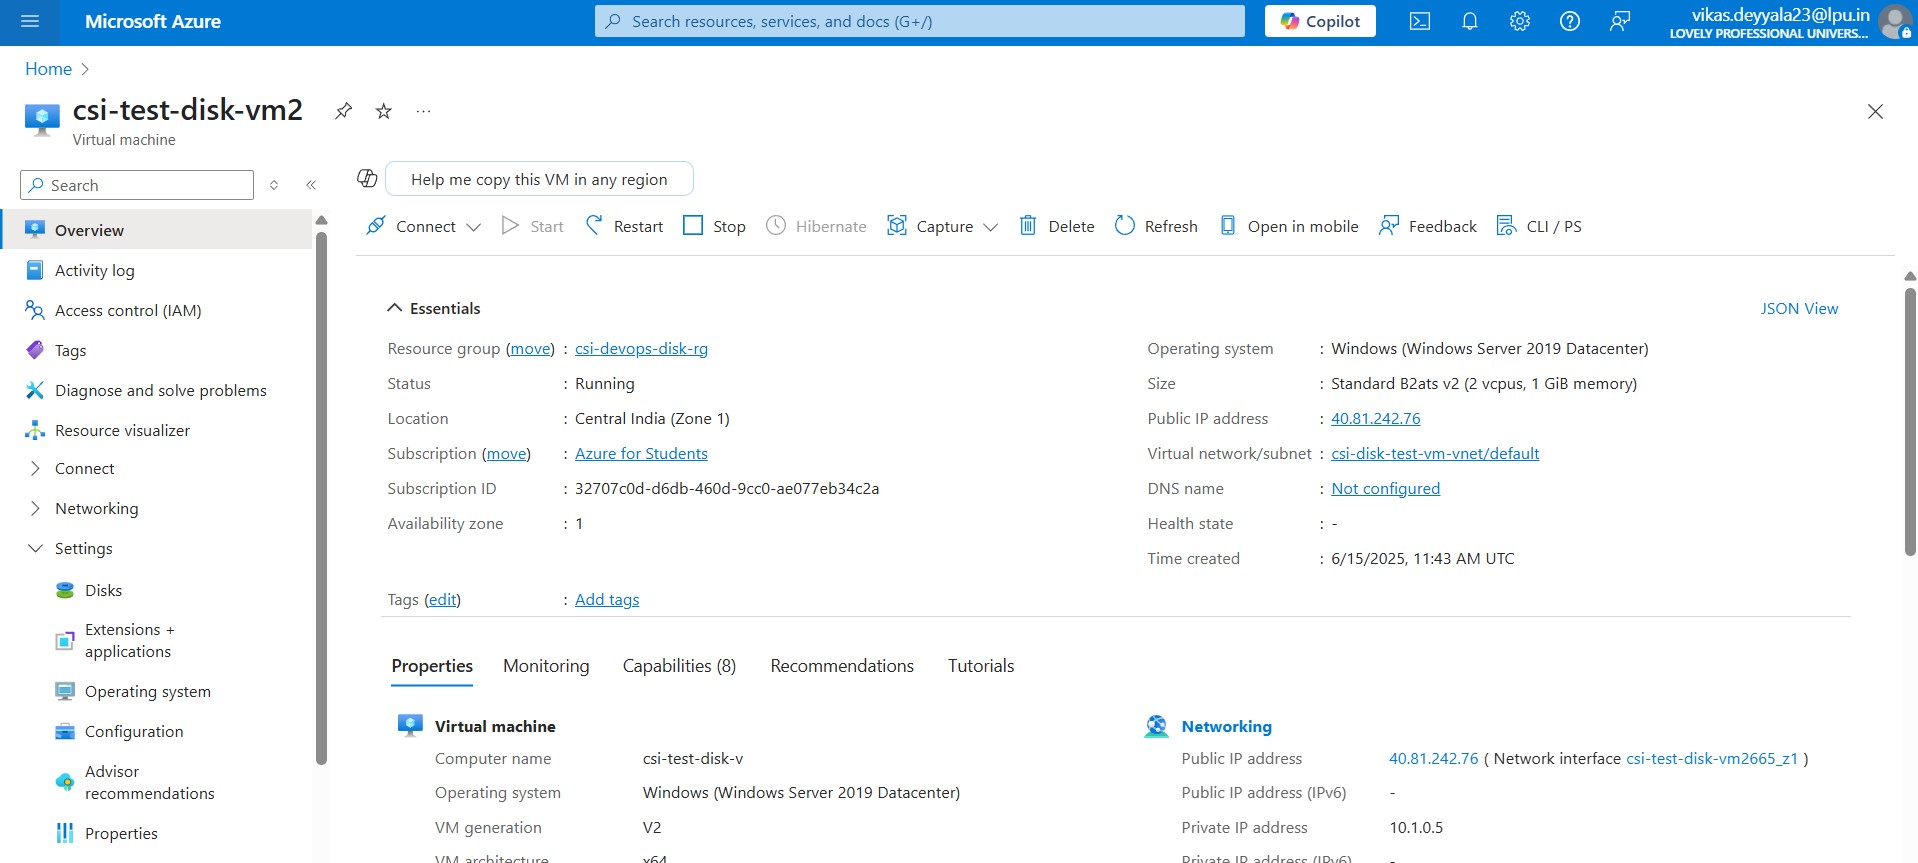 Microsoft Azure
Search resources, services, and docs (G+/)
Copilot
vikas.deyyala23@lpu.in
LOVELY PROFESSIONAL UNIVERS...
Home
csi-test-disk-vm2
...
Virtual machine
Search
Help me copy this VM in any region
Connect
Start
Restart
Stop
Hibernate
Capture
Delete
Refresh
Open in mobile
Feedback
CLI / PS
Overview
Activity log
Access control (IAM)
Tags
Diagnose and solve problems
Resource visualizer
Connect
Networking
Settings
Disks
Extensions +
applications
Operating system
Configuration
Advisor
recommendations
Properties
Essentials
JSON View
Resource group (move) : csi-devops-disk-rg
Status : Running
Location : Central India (Zone 1)
Subscription (move) : Azure for Students
Subscription ID : 32707c0d-d6db-460d-9cc0-ae077eb34c2a
Availability zone : 1
Operating system : Windows (Windows Server 2019 Datacenter)
Size : Standard B2ats v2 (2 vcpus, 1 GiB memory)
Public IP address : 40.81.242.76
Virtual network/subnet : csi-disk-test-vm-vnet/default
DNS name : Not configured
Health state : -
Time created : 6/15/2025, 11:43 AM UTC
Tags (edit) : Add tags
Properties
Monitoring
Capabilities (8)
Recommendations
Tutorials
Virtual machine
Computer name csi-test-disk-v
Operating system Windows (Windows Server 2019 Datacenter)
VM generation V2
VM architecture x64
Networking
Public IP address 40.81.242.76 ( Network interface csi-test-disk-vm2665_z1 )
Public IP address (IPv6) -
Private IP address 10.1.0.5
Private IP address (IPv6) -